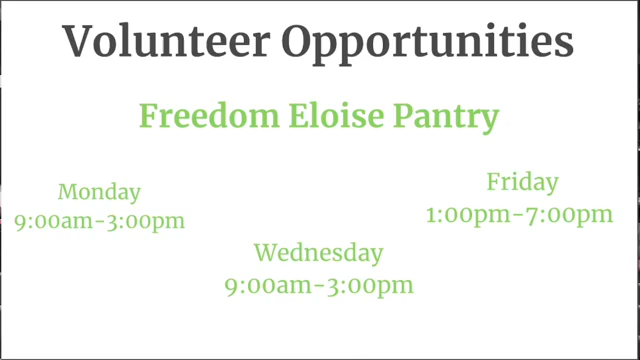 Volunteer Opportunities
Freedom Eloise Pantry
Monday
9:00am-3:00pm
Wednesday
9:00am-3:00pm
Friday
1:00pm-7:00pm